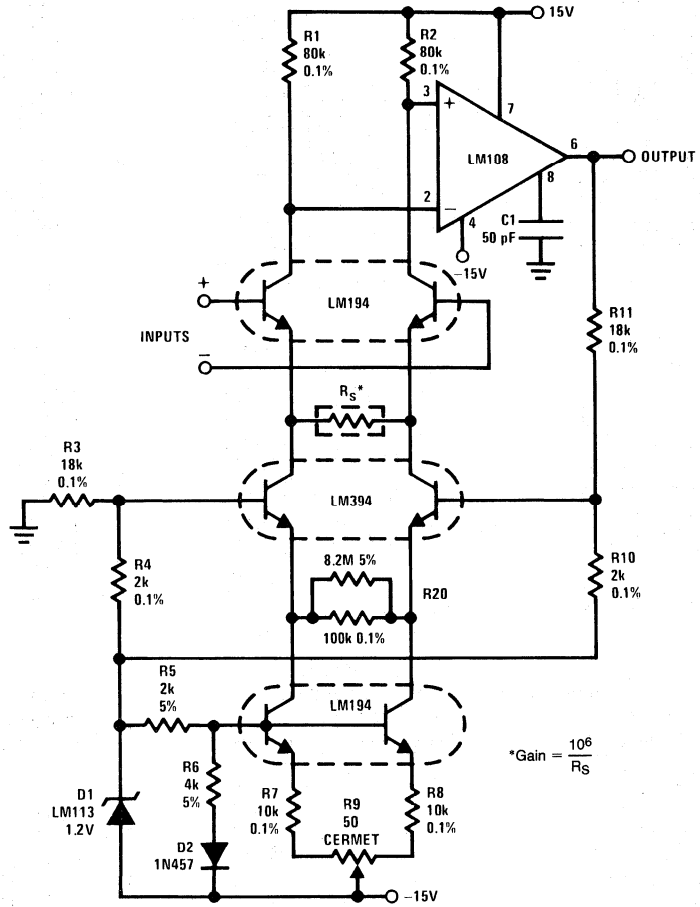 15V
R1
80k
0.1%
R2
80k
0.1%
3
+
7
LM108
6
OUTPUT
8
2
−
4
C1
50 pF
−15V
+
LM194
INPUTS
−
R11
18k
0.1%
RS*
R3
18k
0.1%
LM394
R4
2k
0.1%
8.2M 5%
R20
100k 0.1%
R10
2k
0.1%
R5
2k
5%
LM194
*Gain = 10⁶
RS
R6
4k
5%
R7
10k
0.1%
R9
50
CERMET
R8
10k
0.1%
D1
LM113
1.2V
D2
1N457
−15V